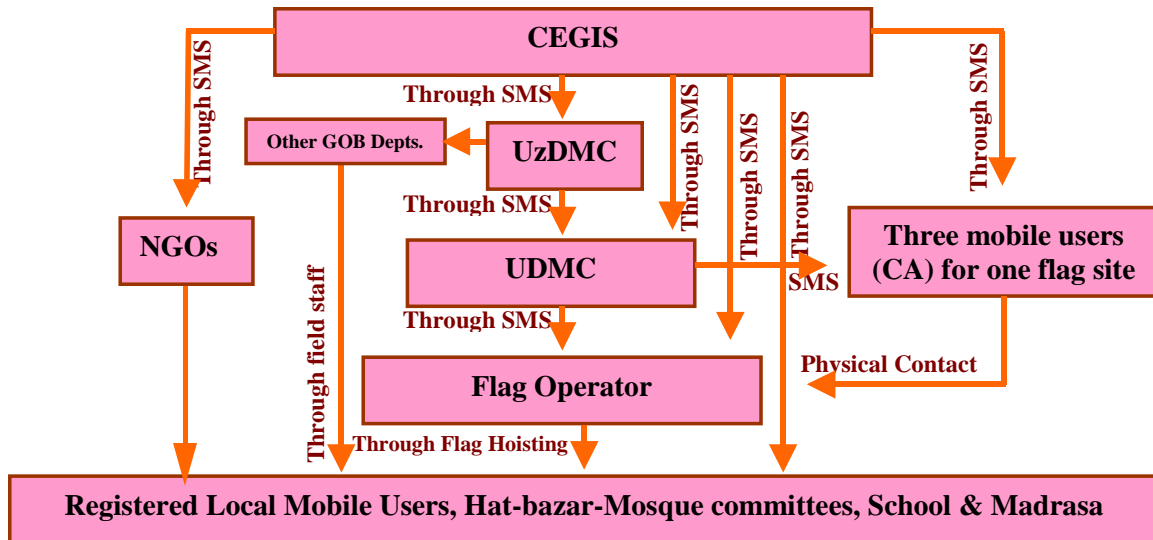 CEGIS
Through SMS
Through SMS
Through SMS
Through SMS
Through SMS
Through SMS
Other GOB Depts.
UzDMC
Through SMS
NGOs
UDMC
Three mobile users
(CA) for one flag site
SMS
Through field staff
Through SMS
Physical Contact
Flag Operator
Through Flag Hoisting
Registered Local Mobile Users, Hat-bazar-Mosque committees, School & Madrasa